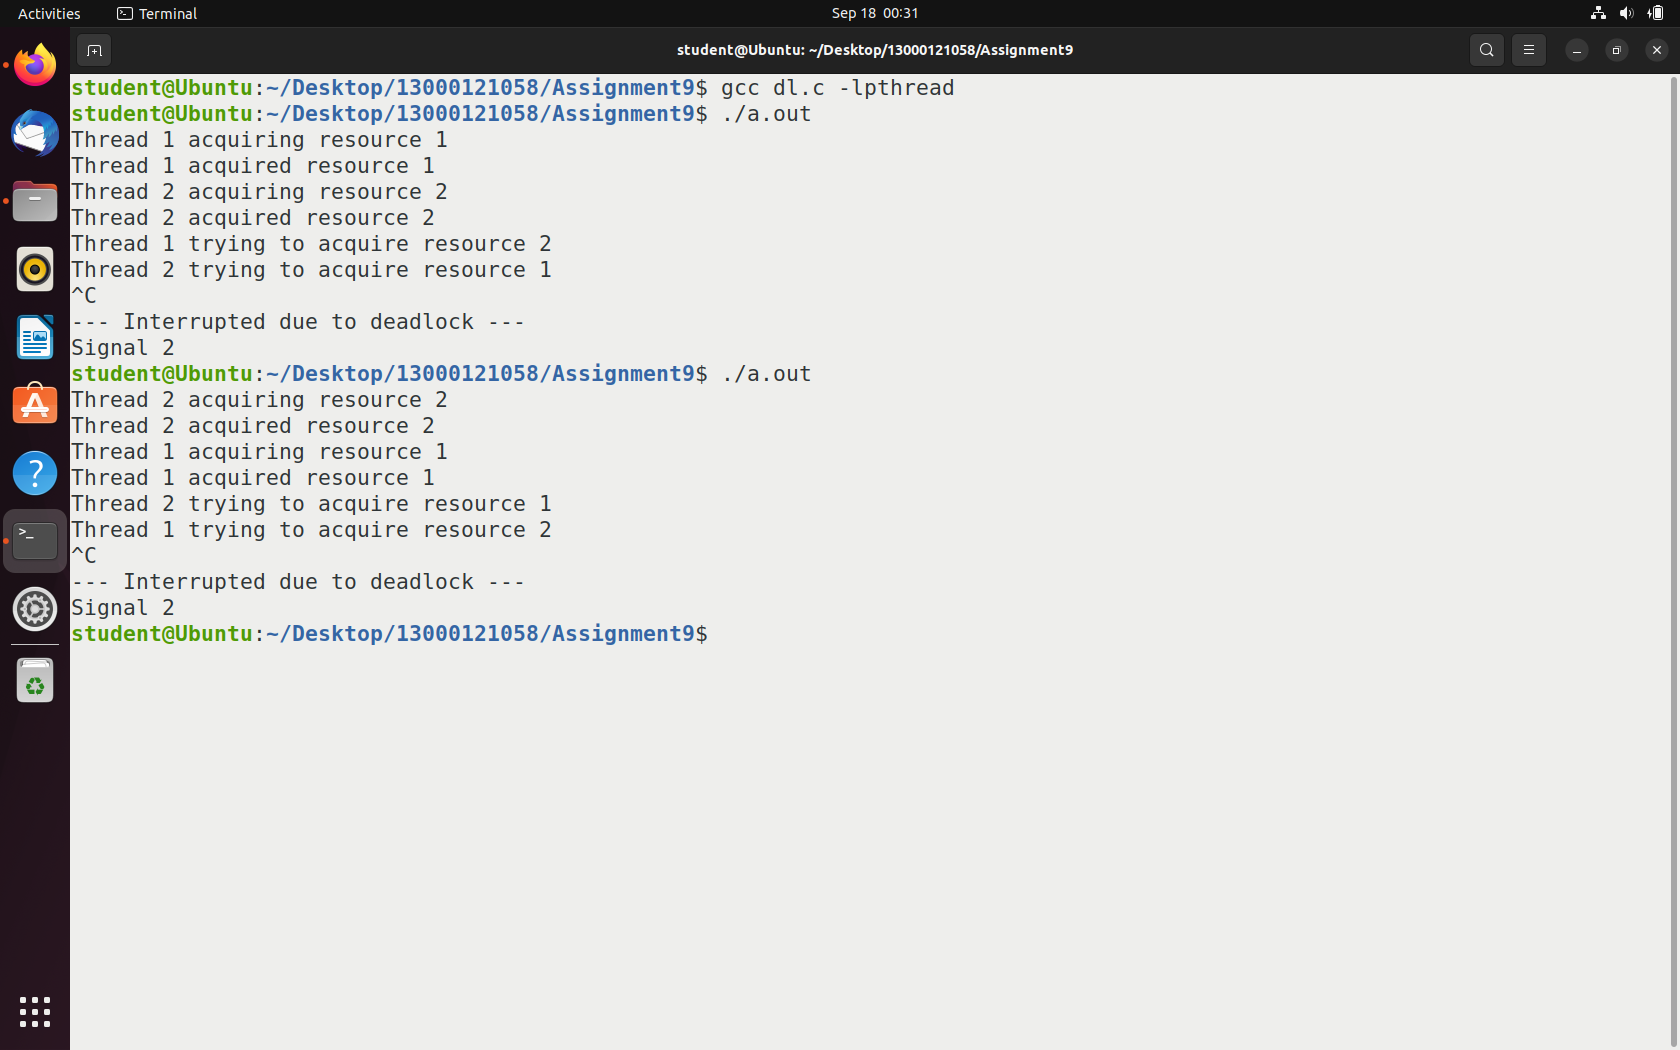 Activities
Terminal
Sep 18 00:31
student@Ubuntu: ~/Desktop/13000121058/Assignment9
student@Ubuntu:~/Desktop/13000121058/Assignment9$ gcc dl.c -lpthread
student@Ubuntu:~/Desktop/13000121058/Assignment9$ ./a.out
Thread 1 acquiring resource 1
Thread 1 acquired resource 1
Thread 2 acquiring resource 2
Thread 2 acquired resource 2
Thread 1 trying to acquire resource 2
Thread 2 trying to acquire resource 1
^C
--- Interrupted due to deadlock ---
Signal 2
student@Ubuntu:~/Desktop/13000121058/Assignment9$ ./a.out
Thread 2 acquiring resource 2
Thread 2 acquired resource 2
Thread 1 acquiring resource 1
Thread 1 acquired resource 1
Thread 2 trying to acquire resource 1
Thread 1 trying to acquire resource 2
^C
--- Interrupted due to deadlock ---
Signal 2
student@Ubuntu:~/Desktop/13000121058/Assignment9$